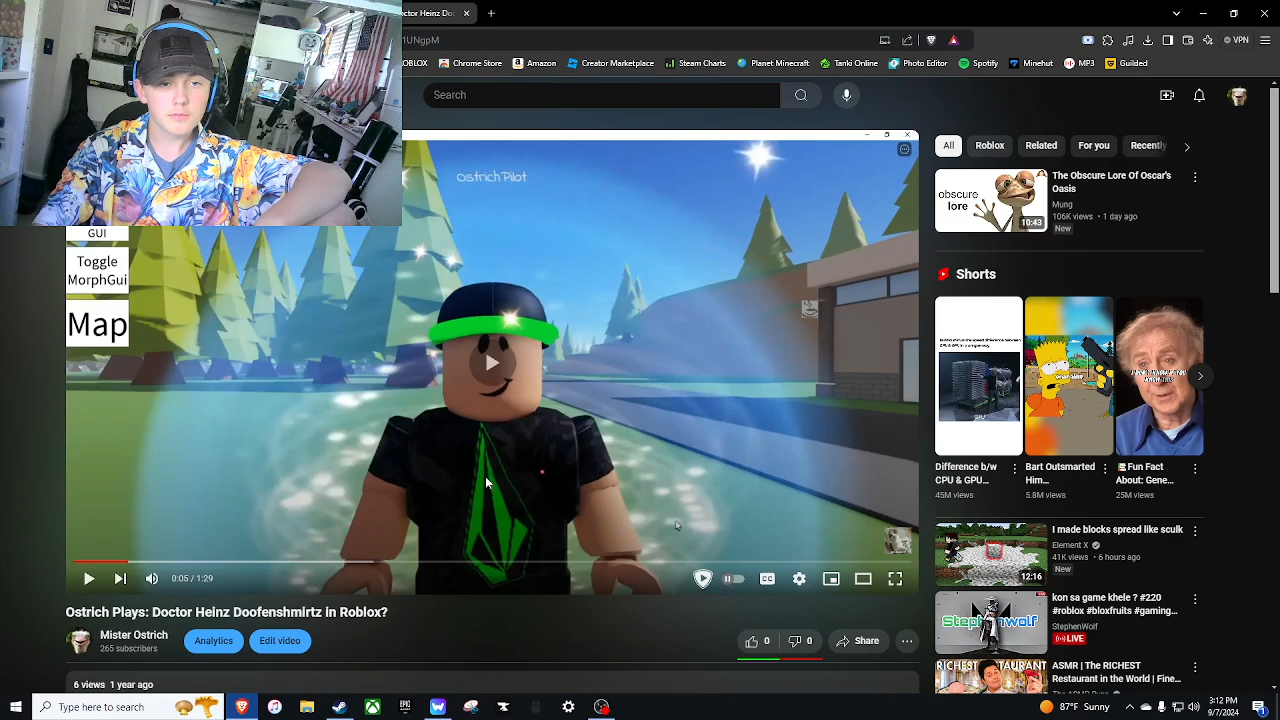 octor Heinz Do
1UNgpM
OBLOX
Chrome Store
Amazon
Creator Marketplace
Steam Charts
Planet Minecraft
Fanta Games
Photo Editor
Spotify
Minehut
MP3
Guided
VPN
Search
OstrichPilot
GUI
Toggle
MorphGui
Map
0:05 / 1:29
CC
Ostrich Plays: Doctor Heinz Doofenshmirtz in Roblox?
Mister Ostrich
265 subscribers
Analytics
Edit video
0
0
Share
6 views 1 year ago
All
Roblox
Related
For you
Recently
obscure
lore
10:43
The Obscure Lore Of Oscar's
Oasis
Mung
106K views • 1 day ago
New
Shorts
Difference b/w
CPU & GPU...
45M views
Bart Outsmarted
Him...
5.8M views
Fun Fact
About: Gene...
25M views
12:16
I made blocks spread like sculk
Element X
41K views • 6 hours ago
New
kon sa game khele ? #220
#roblox #bloxfruits #gaming...
StephenWolf
LIVE
ASMR | The RICHEST
Restaurant in the World | Fine...
Type here to search
87°F Sunny
3:12 PM
9/7/2024